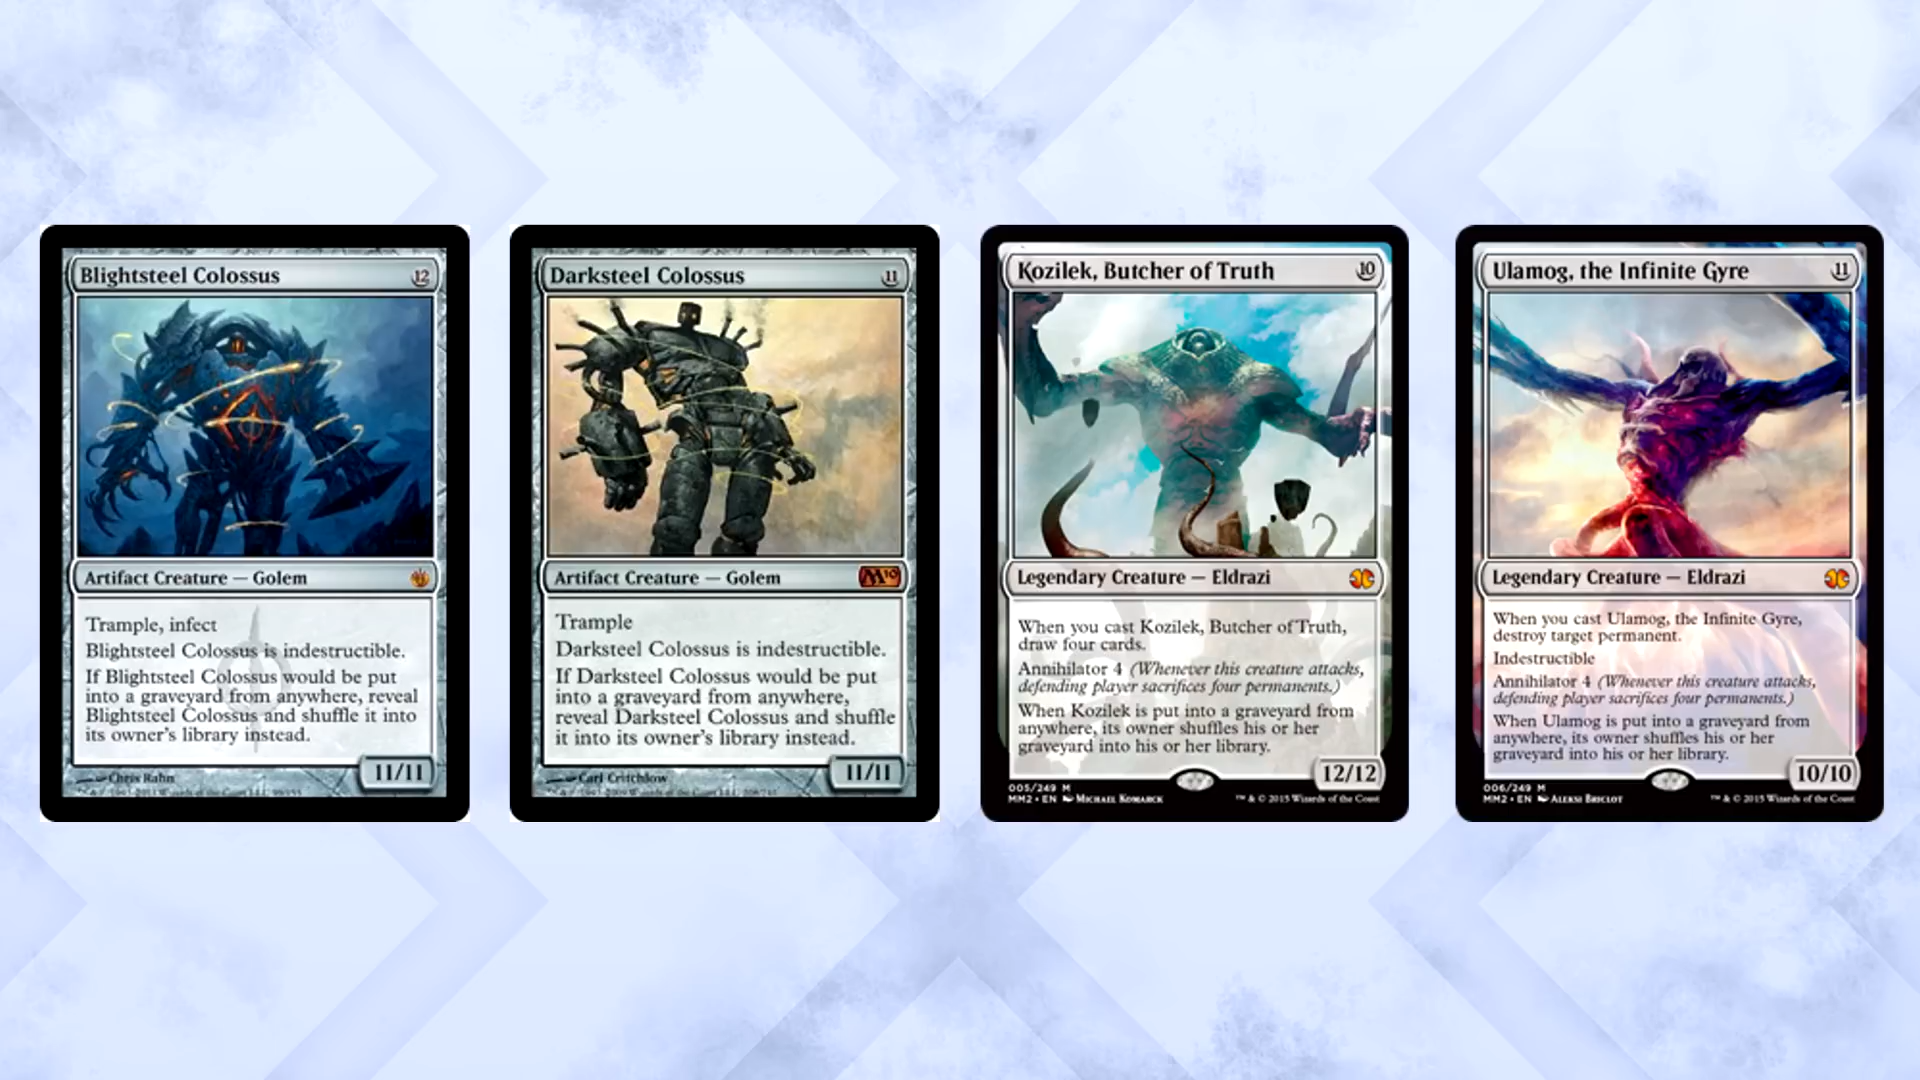 Blightsteel Colossus
12
Artifact Creature — Golem
Trample, infect
Blightsteel Colossus is indestructible.
If Blightsteel Colossus would be put
into a graveyard from anywhere, reveal
Blightsteel Colossus and shuffle it into
its owner's library instead.
11/11
Chris Rahn
Darksteel Colossus
11
Artifact Creature — Golem
M10
Trample
Darksteel Colossus is indestructible.
If Darksteel Colossus would be put
into a graveyard from anywhere,
reveal Darksteel Colossus and shuffle
it into its owner's library instead.
11/11
Carl Critchlow
Kozilek, Butcher of Truth
10
Legendary Creature — Eldrazi
When you cast Kozilek, Butcher of Truth,
draw four cards.
Annihilator 4 (Whenever this creature attacks,
defending player sacrifices four permanents.)
When Kozilek is put into a graveyard from
anywhere, its owner shuffles his or her
graveyard into his or her library.
12/12
005/249 M
MM2 • EN Michael Komarck
™ & © 2015 Wizards of the Coast
Ulamog, the Infinite Gyre
11
Legendary Creature — Eldrazi
When you cast Ulamog, the Infinite Gyre,
destroy target permanent.
Indestructible
Annihilator 4 (Whenever this creature attacks,
defending player sacrifices four permanents.)
When Ulamog is put into a graveyard from
anywhere, its owner shuffles his or her
graveyard into his or her library.
10/10
006/249 M
MM2 • EN Aleksi Briclot
™ & © 2015 Wizards of the Coast